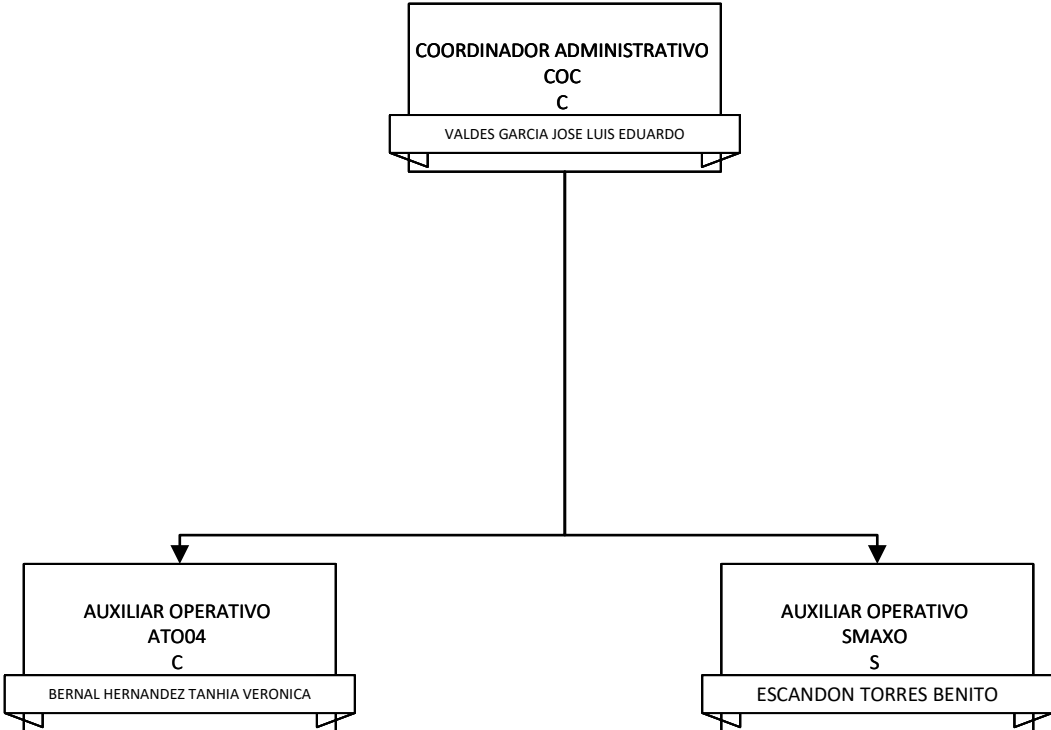 COORDINADOR ADMINISTRATIVO
COC
C
VALDES GARCIA JOSE LUIS EDUARDO
AUXILIAR OPERATIVO
ATO04
C
BERNAL HERNANDEZ TANHIA VERONICA
AUXILIAR OPERATIVO
SMAXO
S
ESCANDON TORRES BENITO